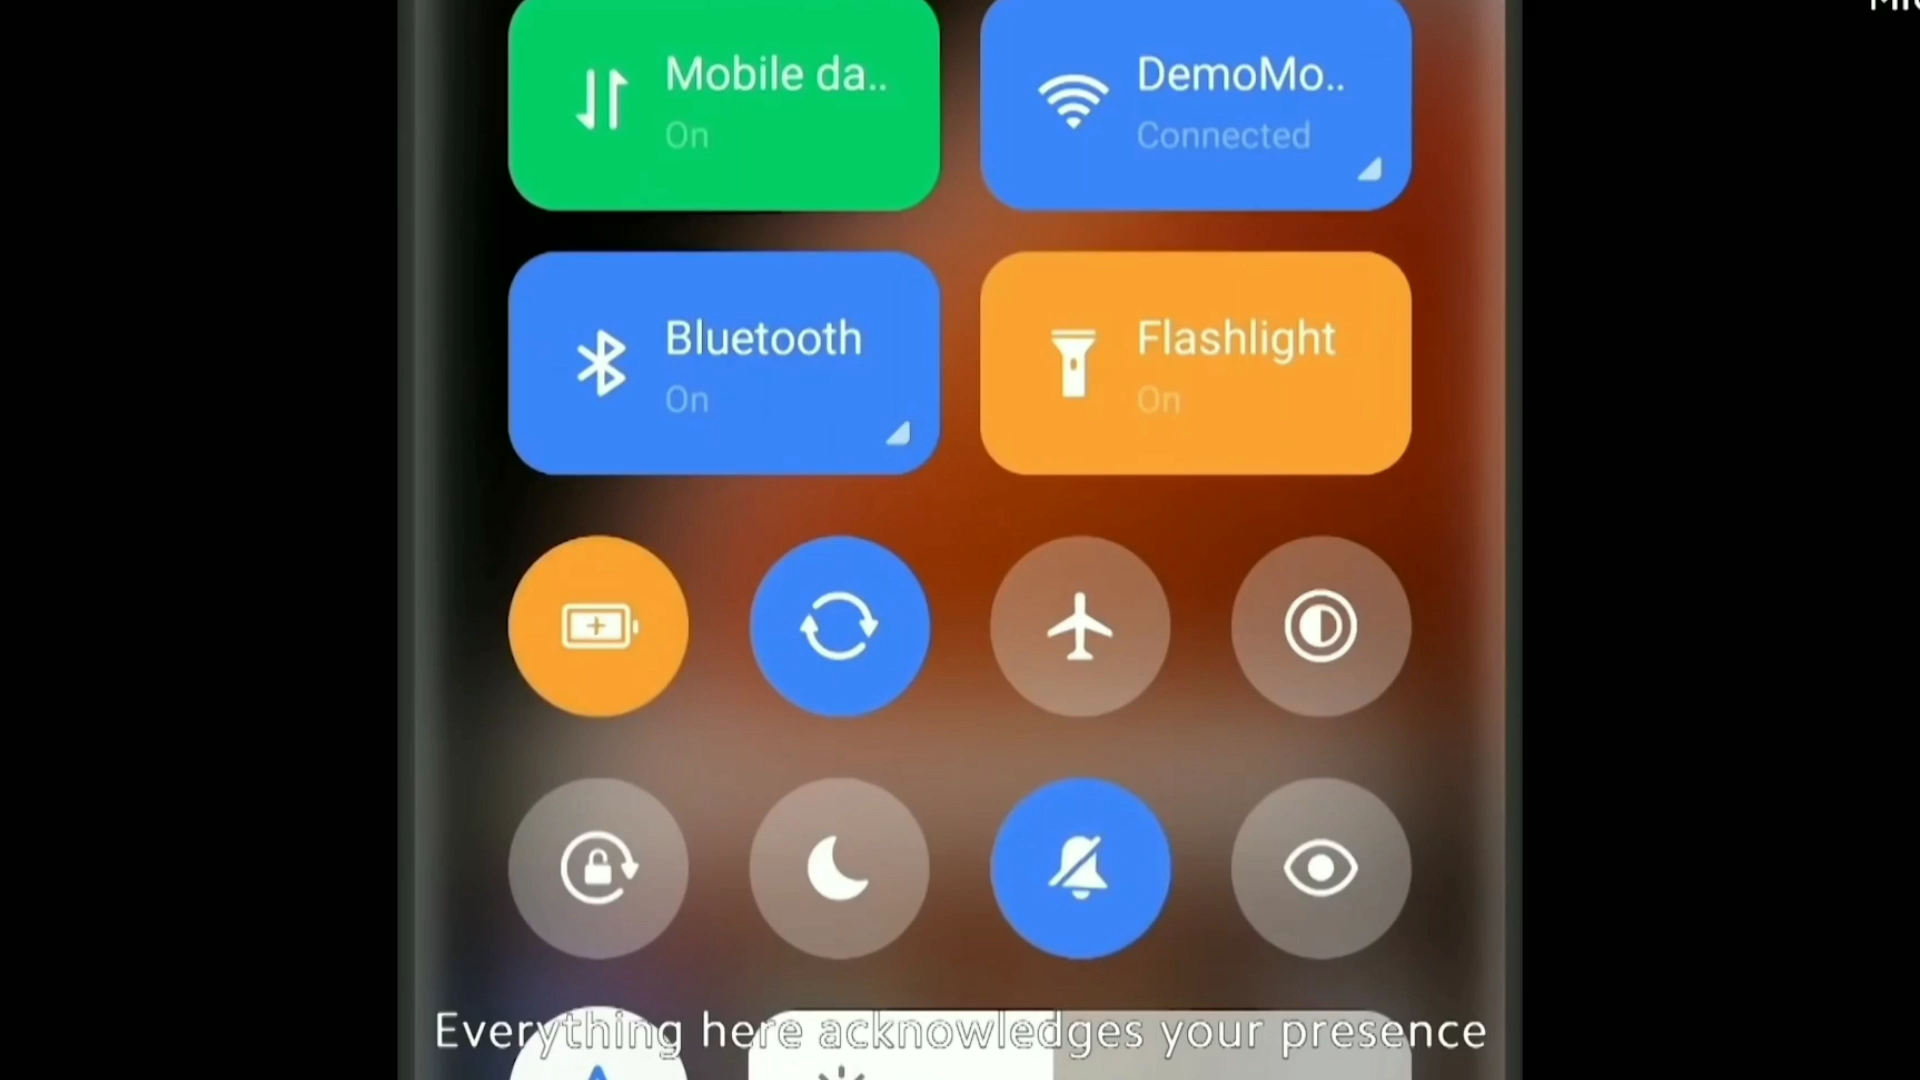 Mobile da..
On
DemoMo..
Connected
Bluetooth
On
Flashlight
On
Everything here acknowledges your presence